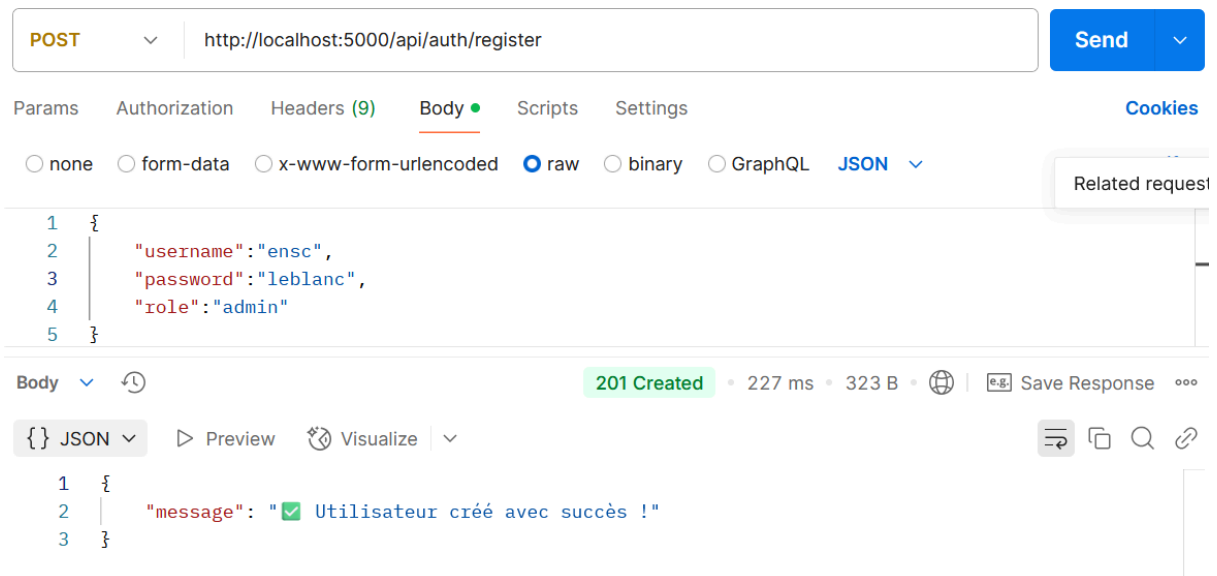 POST http://localhost:5000/api/auth/register Send
Params Authorization Headers (9) Body Scripts Settings Cookies
none form-data x-www-form-urlencoded raw binary GraphQL JSON
Related request
1 {
2 "username":"ensc",
3 "password":"leblanc",
4 "role":"admin"
5 }
Body 201 Created • 227 ms • 323 B • e.g. Save Response
{} JSON Preview Visualize
1 {
2 "message": "✅ Utilisateur créé avec succès !"
3 }